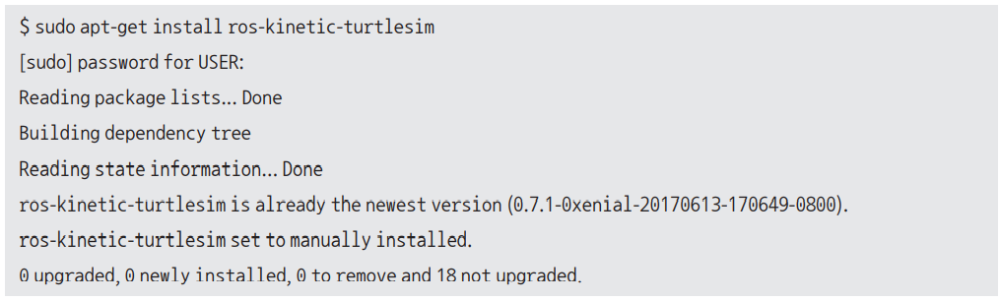 $ sudo apt-get install ros-kinetic-turtlesim
[sudo] password for USER:
Reading package lists... Done
Building dependency tree
Reading state information... Done
ros-kinetic-turtlesim is already the newest version (0.7.1-0xenial-20170613-170649-0800).
ros-kinetic-turtlesim set to manually installed.
0 upgraded, 0 newly installed, 0 to remove and 18 not upgraded.